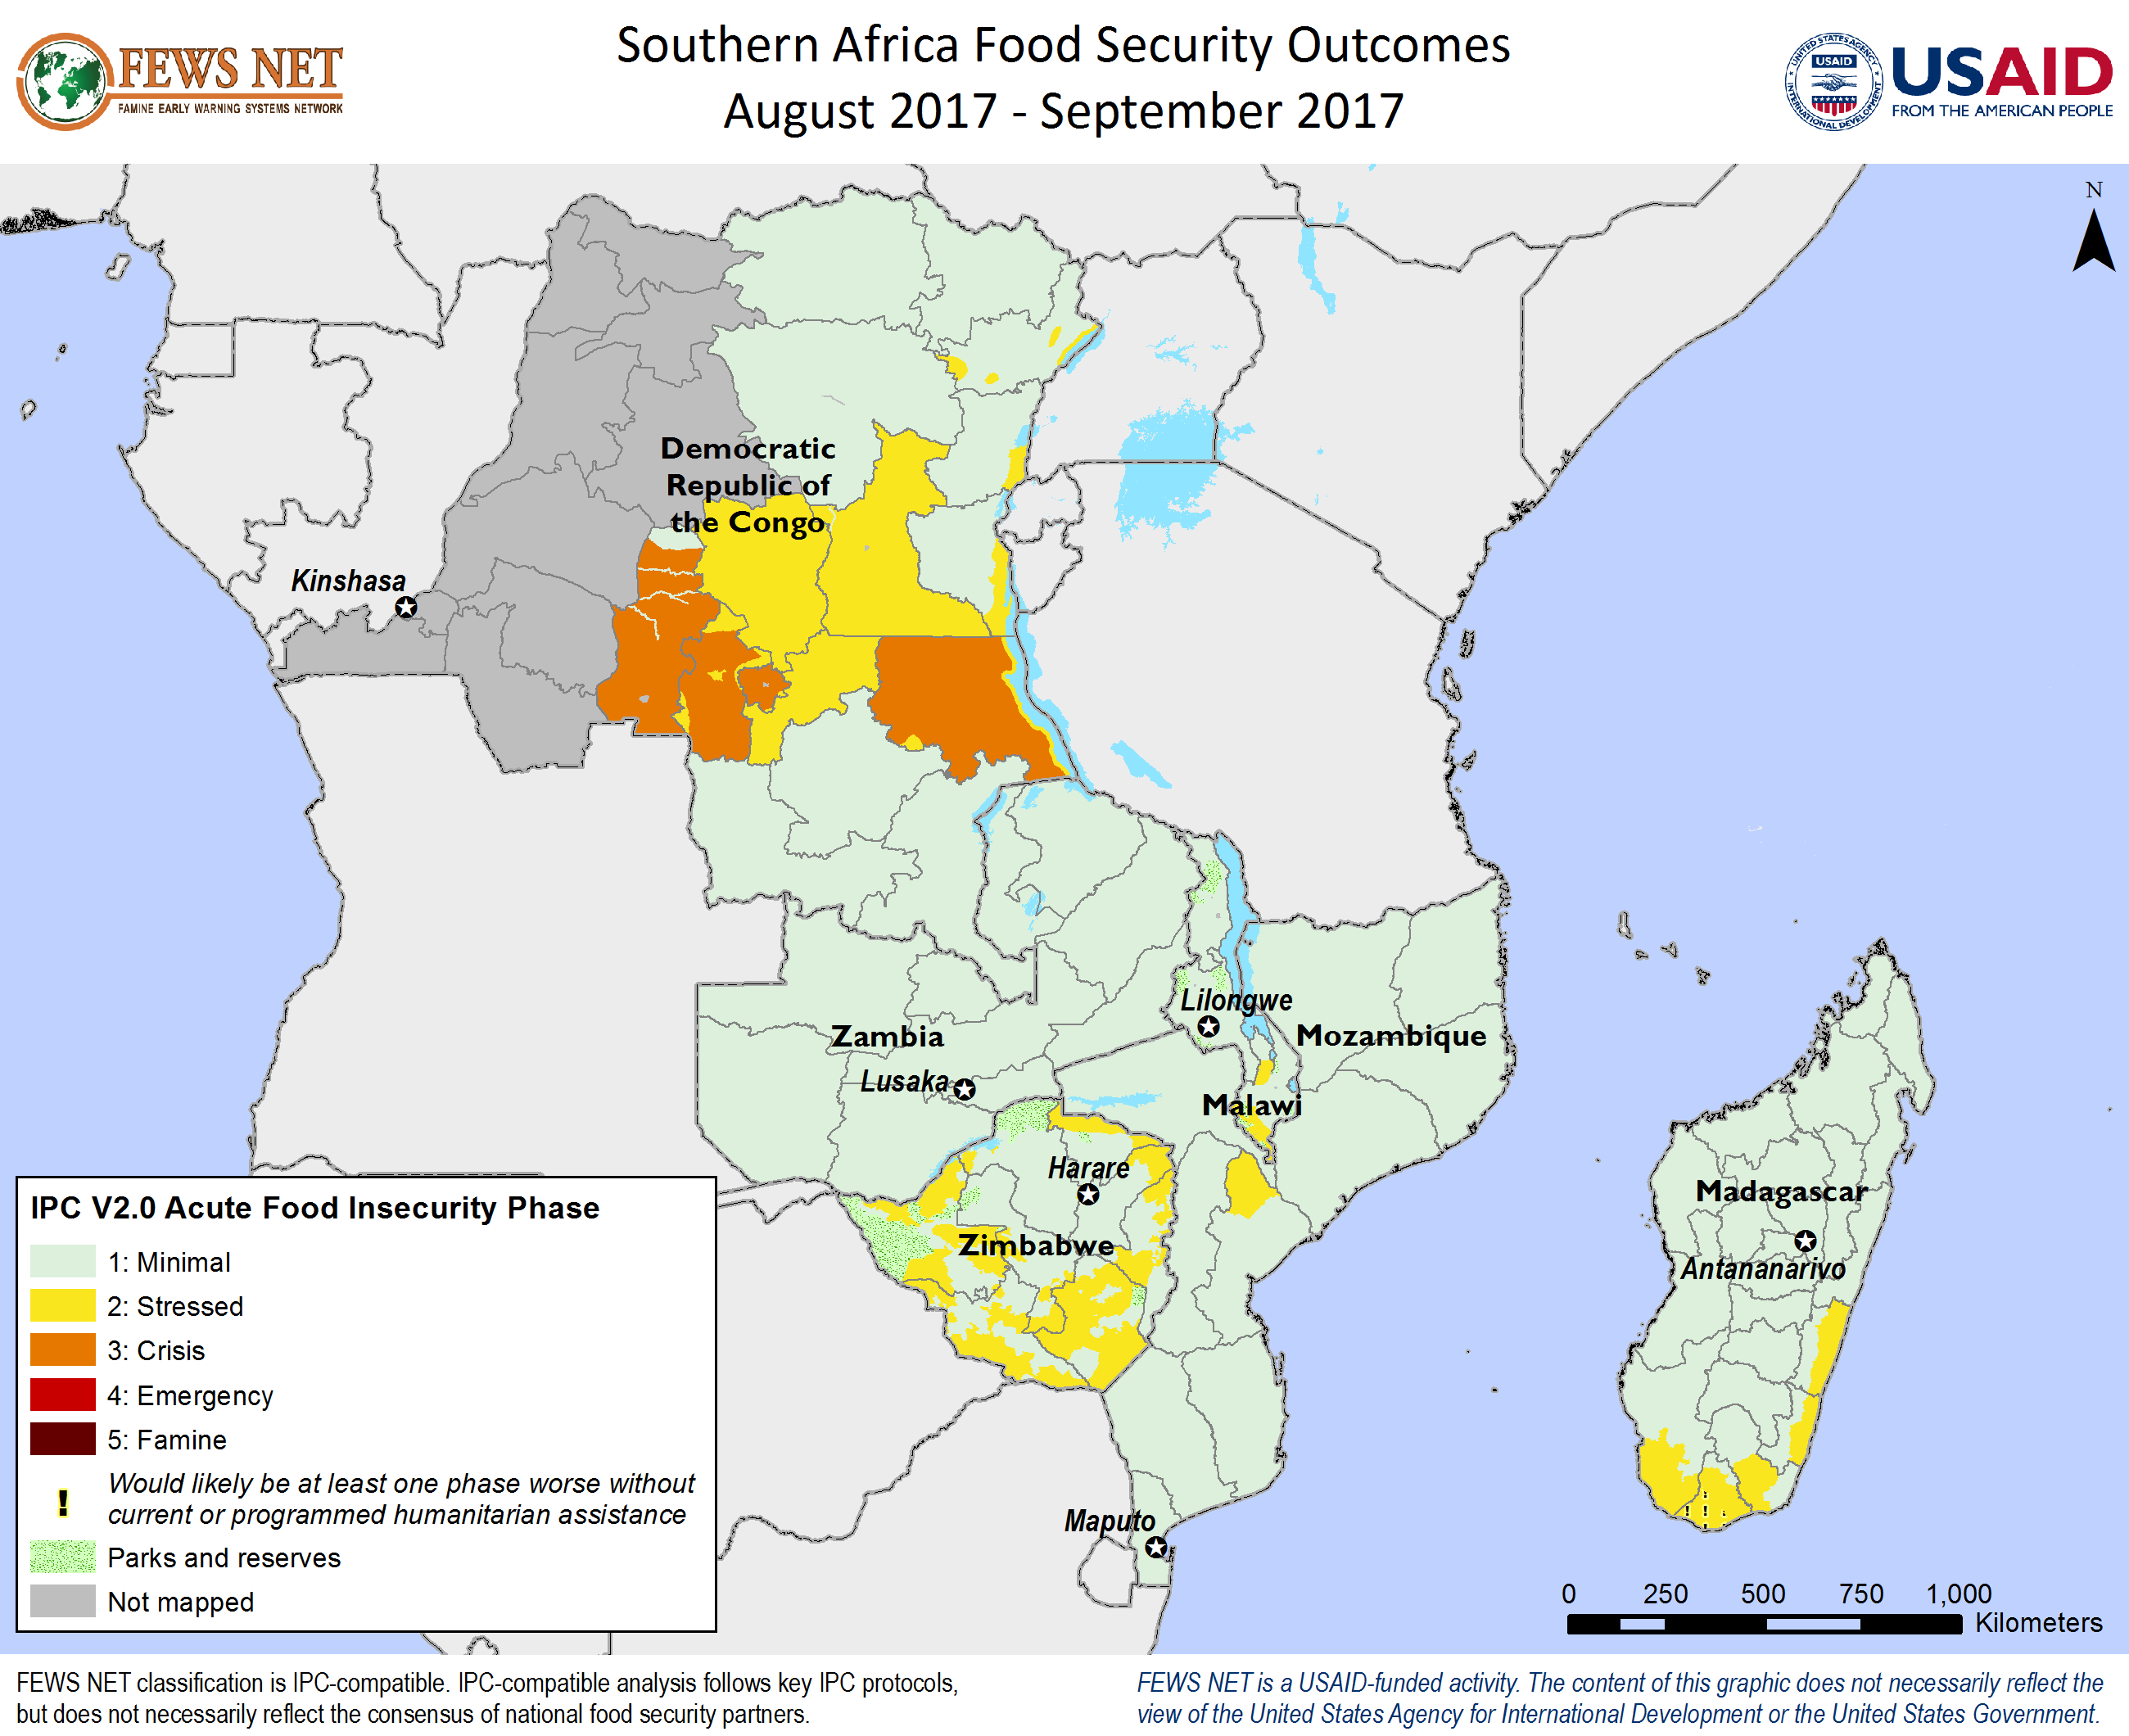 FEWS NET
FAMINE EARLY WARNING SYSTEMS NETWORK
Southern Africa Food Security Outcomes
August 2017 - September 2017
UNITED STATES AGENCY
INTERNATIONAL DEVELOPMENT
USAID
USAID
FROM THE AMERICAN PEOPLE
N
Democratic
Republic of
the Congo
Kinshasa
Lilongwe
Zambia
Mozambique
Lusaka
Malawi
Harare
Madagascar
Zimbabwe
Antananarivo
Maputo
IPC V2.0 Acute Food Insecurity Phase
1: Minimal
2: Stressed
3: Crisis
4: Emergency
5: Famine
! Would likely be at least one phase worse without
current or programmed humanitarian assistance
Parks and reserves
Not mapped
0 250 500 750 1,000
Kilometers
FEWS NET classification is IPC-compatible. IPC-compatible analysis follows key IPC protocols,
but does not necessarily reflect the consensus of national food security partners.
FEWS NET is a USAID-funded activity. The content of this graphic does not necessarily reflect the
view of the United States Agency for International Development or the United States Government.